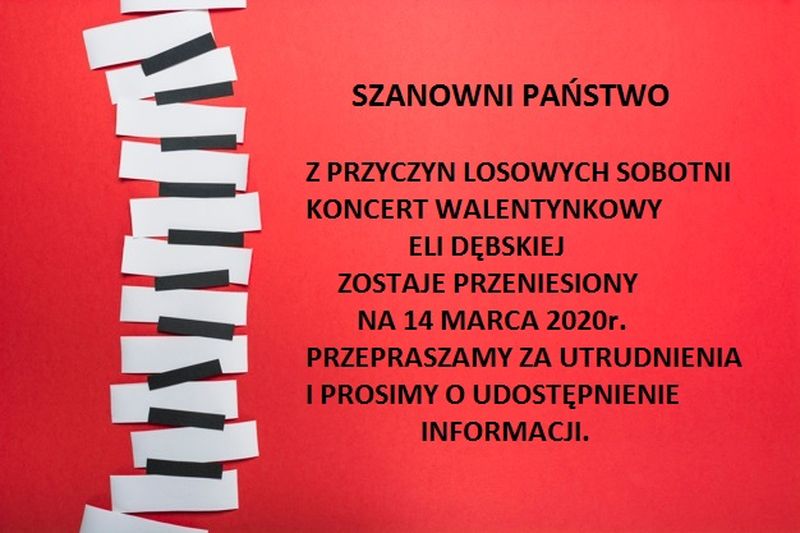 SZANOWNI PAŃSTWO
Z PRZYCZYN LOSOWYCH SOBOTNI
KONCERT WALENTYNKOWY
ELI DĘBSKIEJ
ZOSTAJE PRZENIESIONY
NA 14 MARCA 2020r.
PRZEPRASZAMY ZA UTRUDNIENIA
I PROSIMY O UDOSTĘPNIENIE
INFORMACJI.